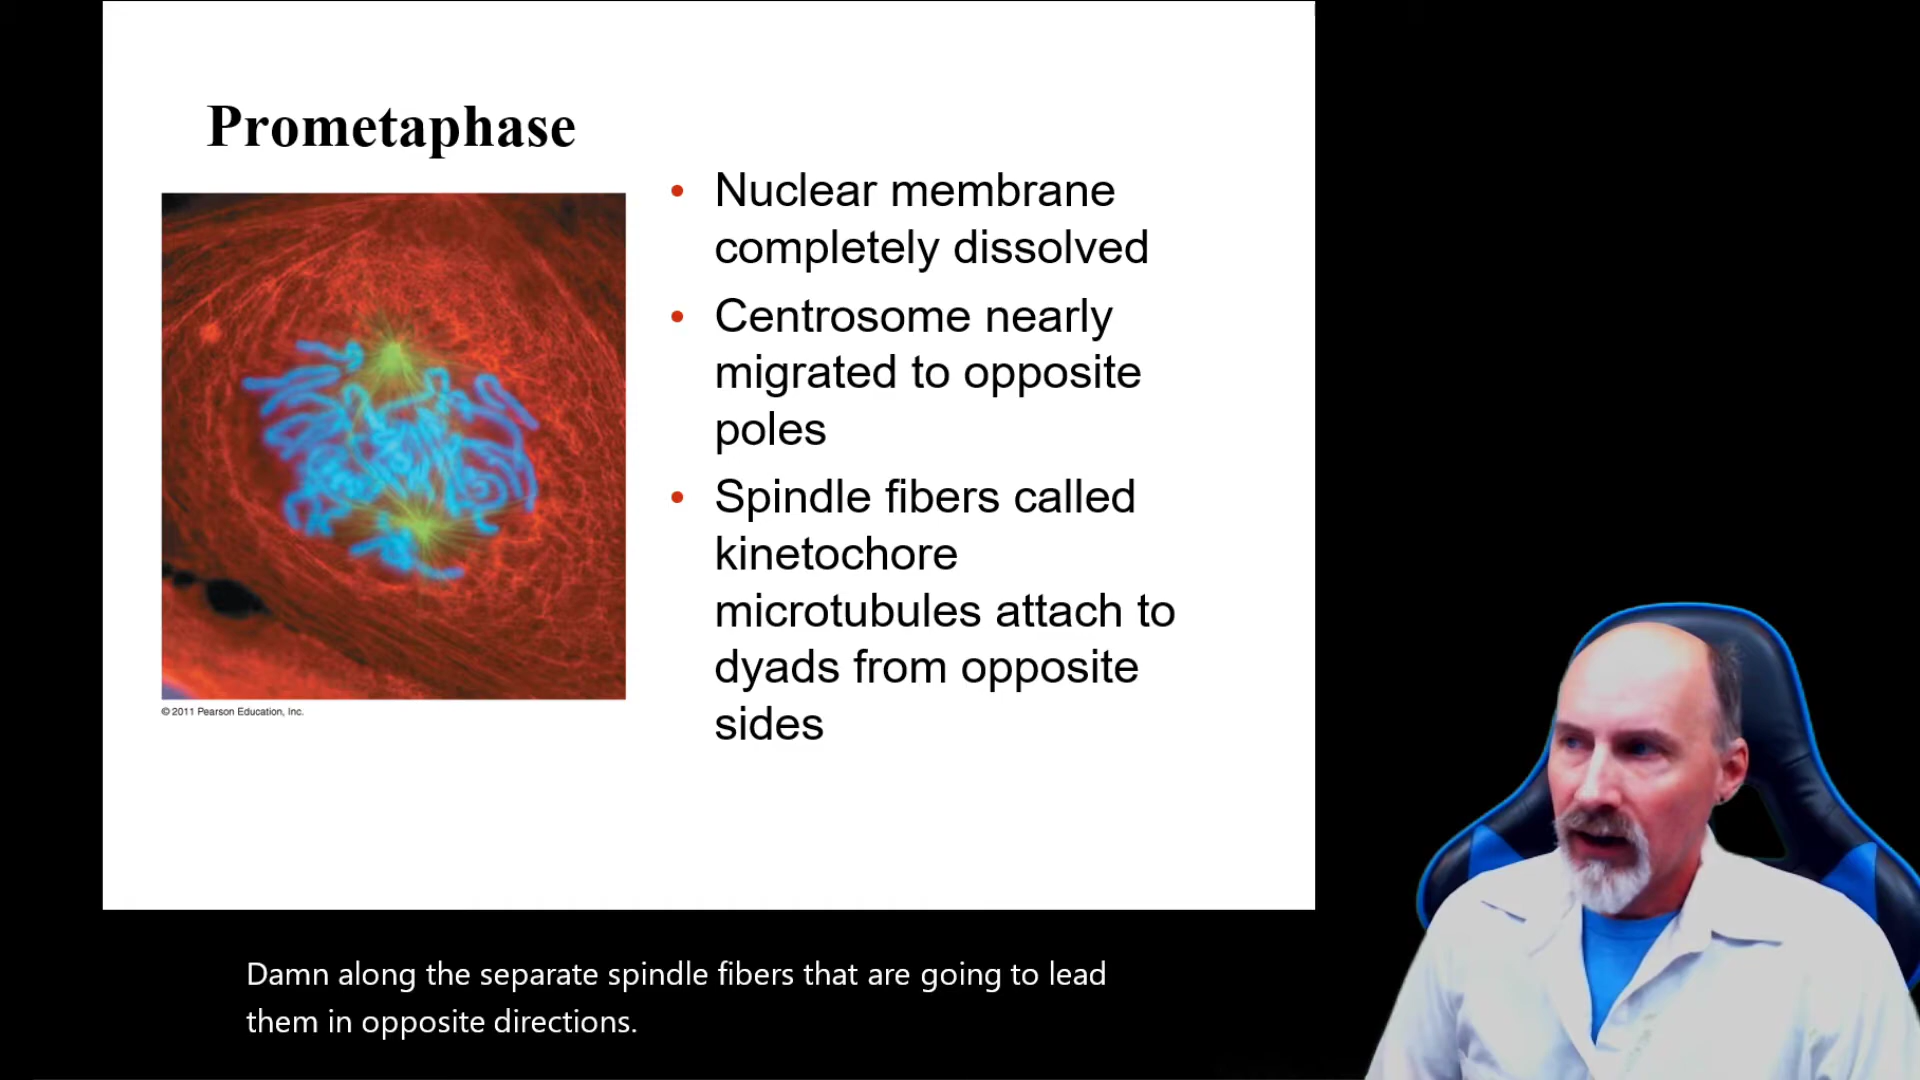 Prometaphase
• Nuclear membrane
completely dissolved
• Centrosome nearly
migrated to opposite
poles
• Spindle fibers called
kinetochore
microtubules attach to
dyads from opposite
sides
© 2011 Pearson Education, Inc.
Damn along the separate spindle fibers that are going to lead
them in opposite directions.